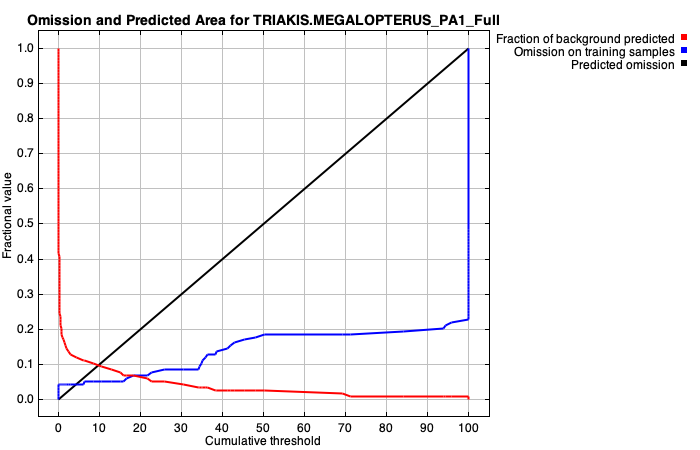 Omission and Predicted Area for TRIAKIS.MEGALOPTERUS_PA1_Full
Fraction of background predicted
Omission on training samples
Predicted omission
1.0
0.9
0.8
0.7
0.6
0.5
0.4
0.3
0.2
0.1
0.0
Fractional value
0 10 20 30 40 50 60 70 80 90 100
Cumulative threshold